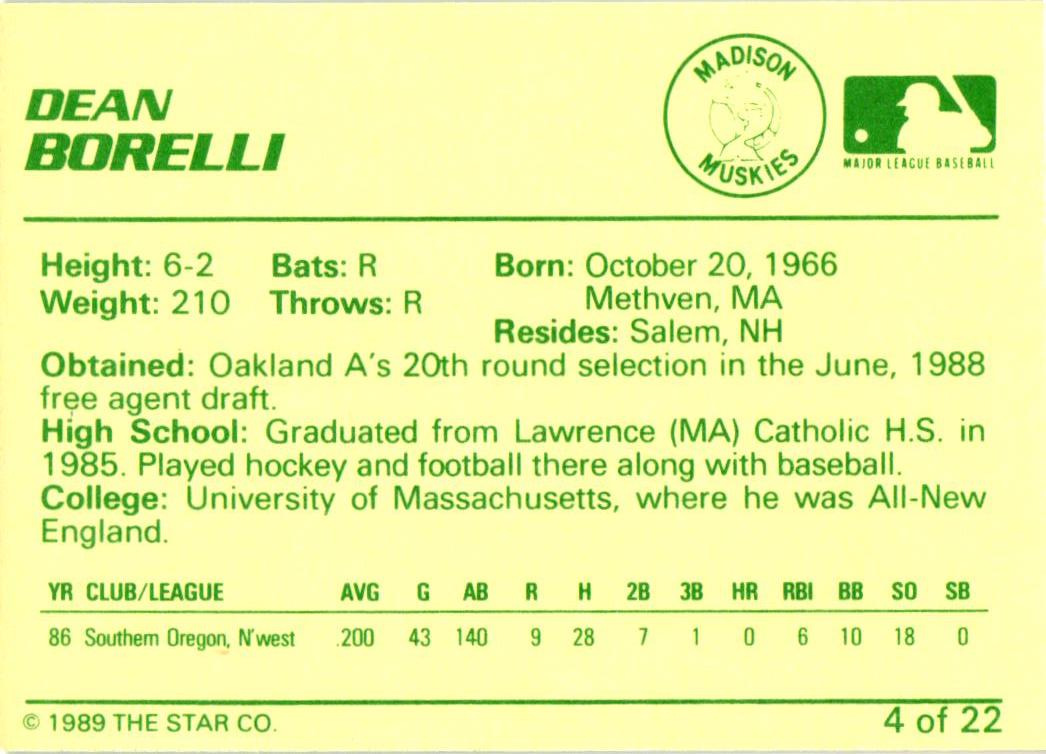 DEAN
BORELLI
MADISON
MUSKIES
MAJOR LEAGUE BASEBALL
Height: 6-2 Bats: R Born: October 20, 1966
Weight: 210 Throws: R Methven, MA
Resides: Salem, NH
Obtained: Oakland A's 20th round selection in the June, 1988
free agent draft.
High School: Graduated from Lawrence (MA) Catholic H.S. in
1985. Played hockey and football there along with baseball.
College: University of Massachusetts, where he was All-New
England.
YR CLUB/LEAGUE AVG G AB R H 2B 3B HR RBI BB SO SB
86 Southern Oregon, N'west .200 43 140 9 28 7 1 0 6 10 18 0
© 1989 THE STAR CO. 4 of 22